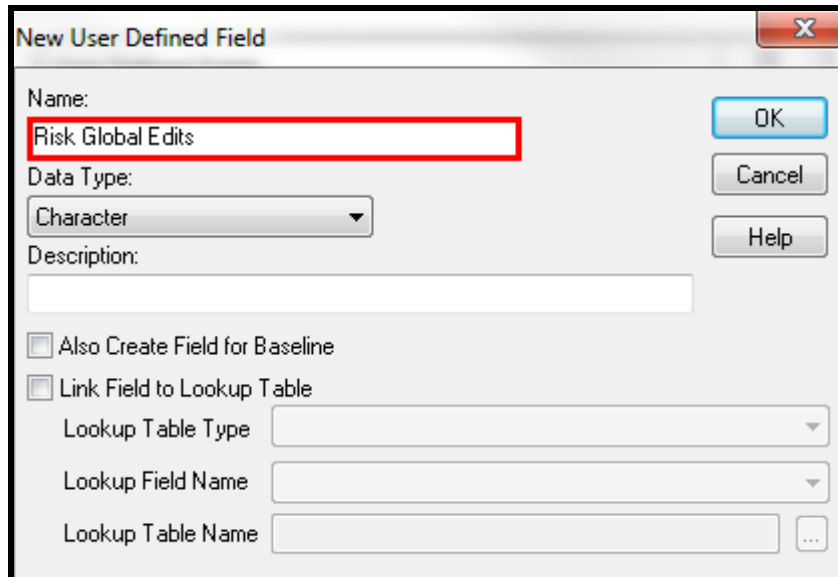 New User Defined Field
Name:
Risk Global Edits
Data Type:
Character
Description:
Also Create Field for Baseline
Link Field to Lookup Table
Lookup Table Type
Lookup Field Name
Lookup Table Name
...
OK
Cancel
Help